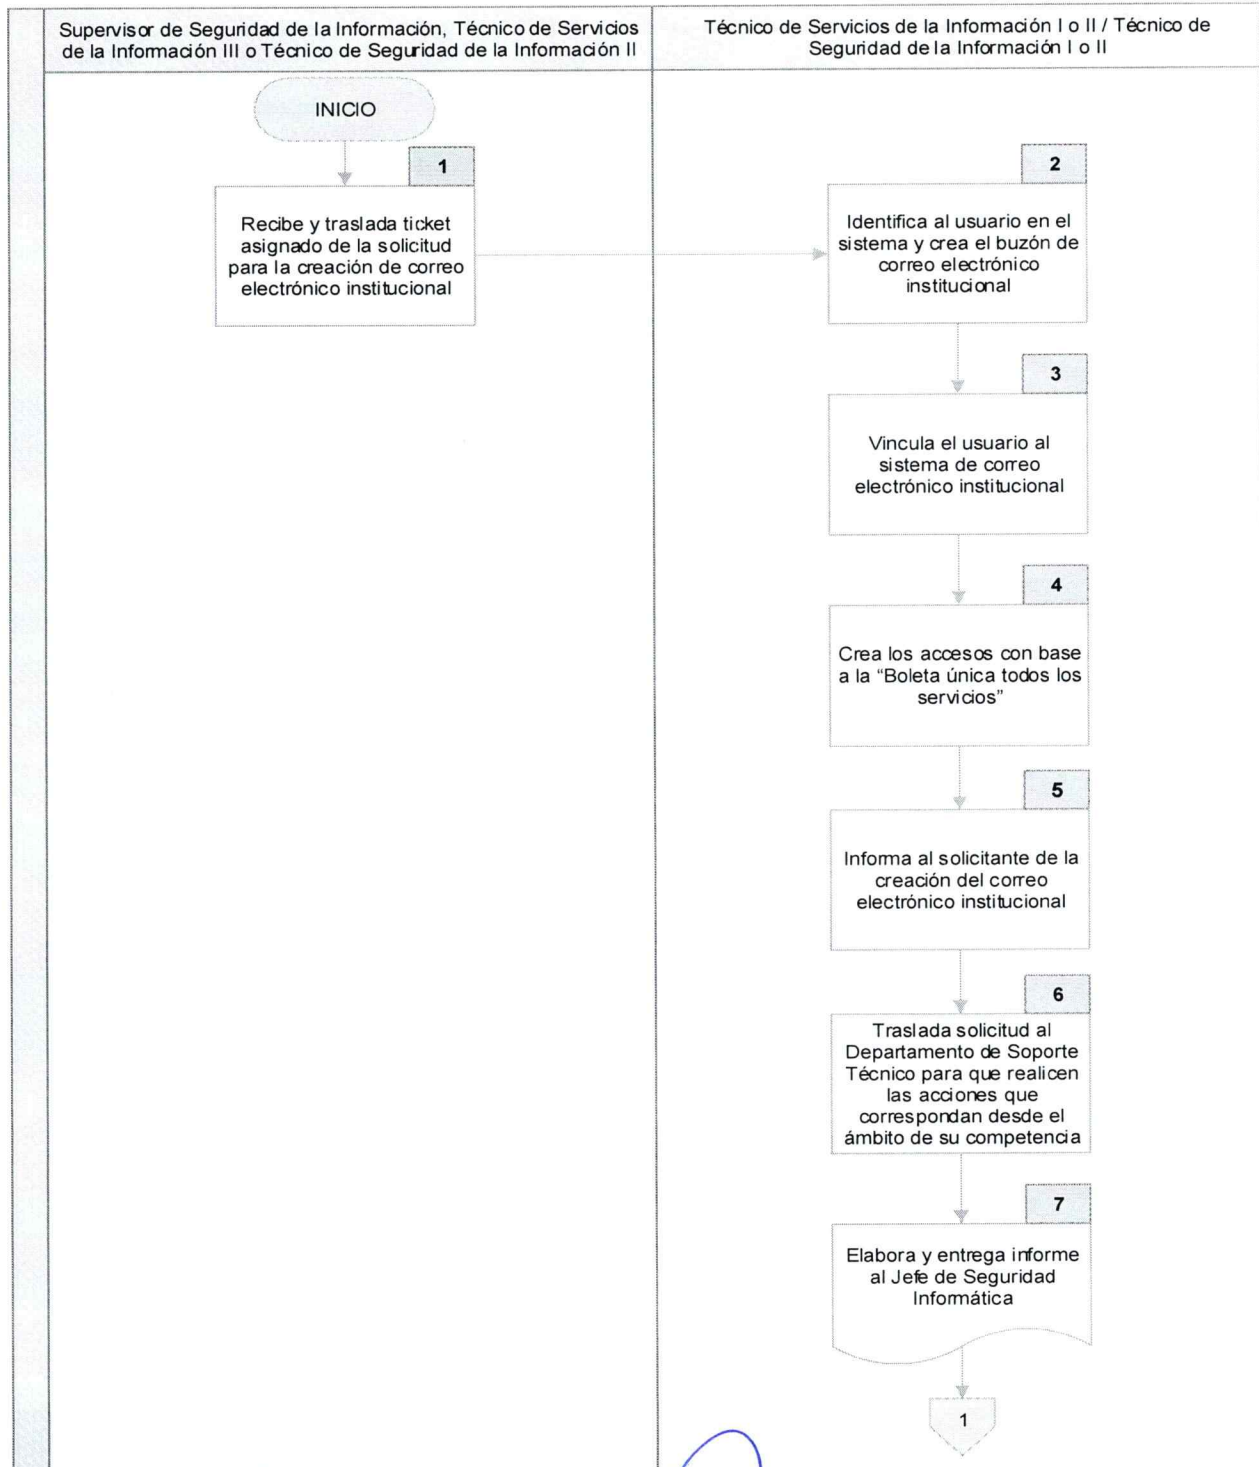 Supervisor de Seguridad de la Información, Técnico de Servicios
de la Información III o Técnico de Seguridad de la Información II
Técnico de Servicios de la Información I o II / Técnico de
Seguridad de la Información I o II
INICIO
1
Recibe y traslada ticket
asignado de la solicitud
para la creación de correo
electrónico institucional
2
Identifica al usuario en el
sistema y crea el buzón de
correo electrónico
institucional
3
Vincula el usuario al
sistema de correo
electrónico institucional
4
Crea los accesos con base
a la “Boleta única todos los
servicios”
5
Informa al solicitante de la
creación del correo
electrónico institucional
6
Traslada solicitud al
Departamento de Soporte
Técnico para que realicen
las acciones que
correspondan desde el
ámbito de su competencia
7
Elabora y entrega informe
al Jefe de Seguridad
Informática
1